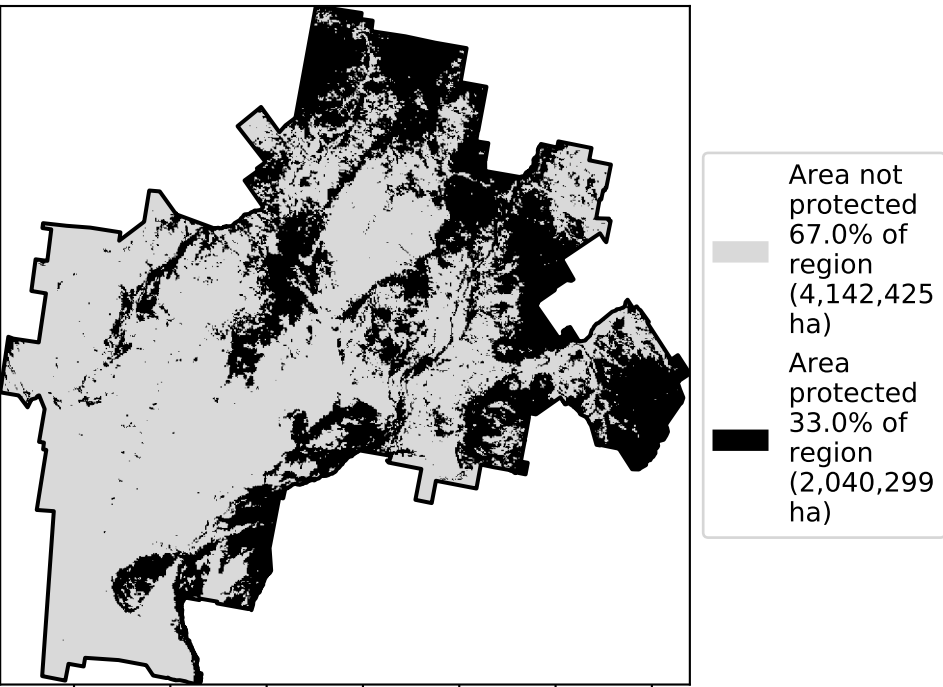 Area not
protected
67.0% of
region
(4,142,425
ha)
Area
protected
33.0% of
region
(2,040,299
ha)